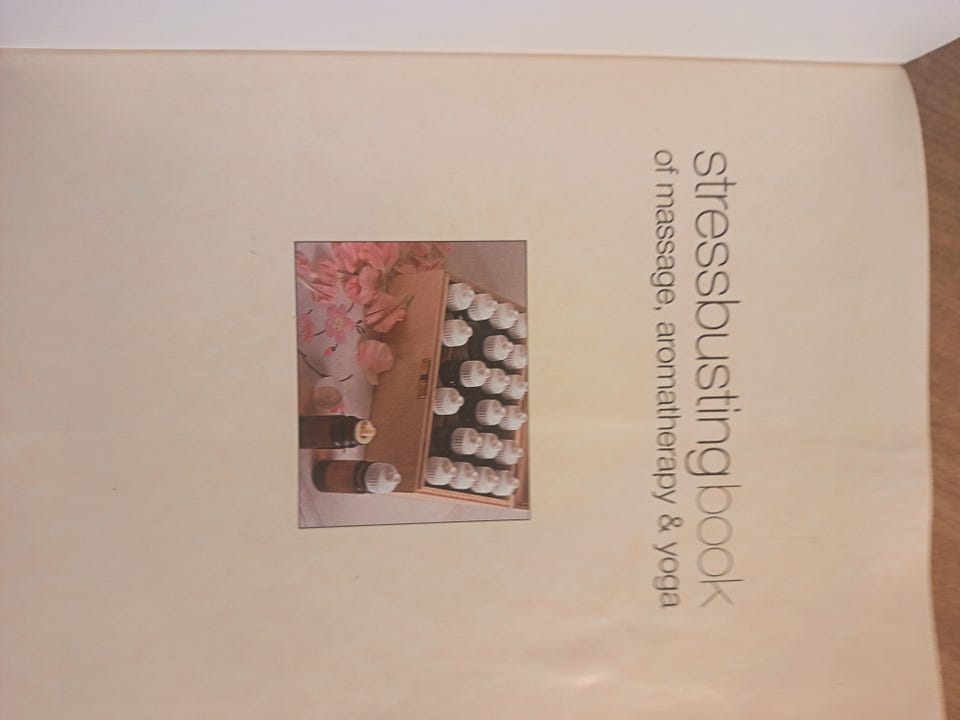 stressbustingbook
of massage, aromatherapy & yoga